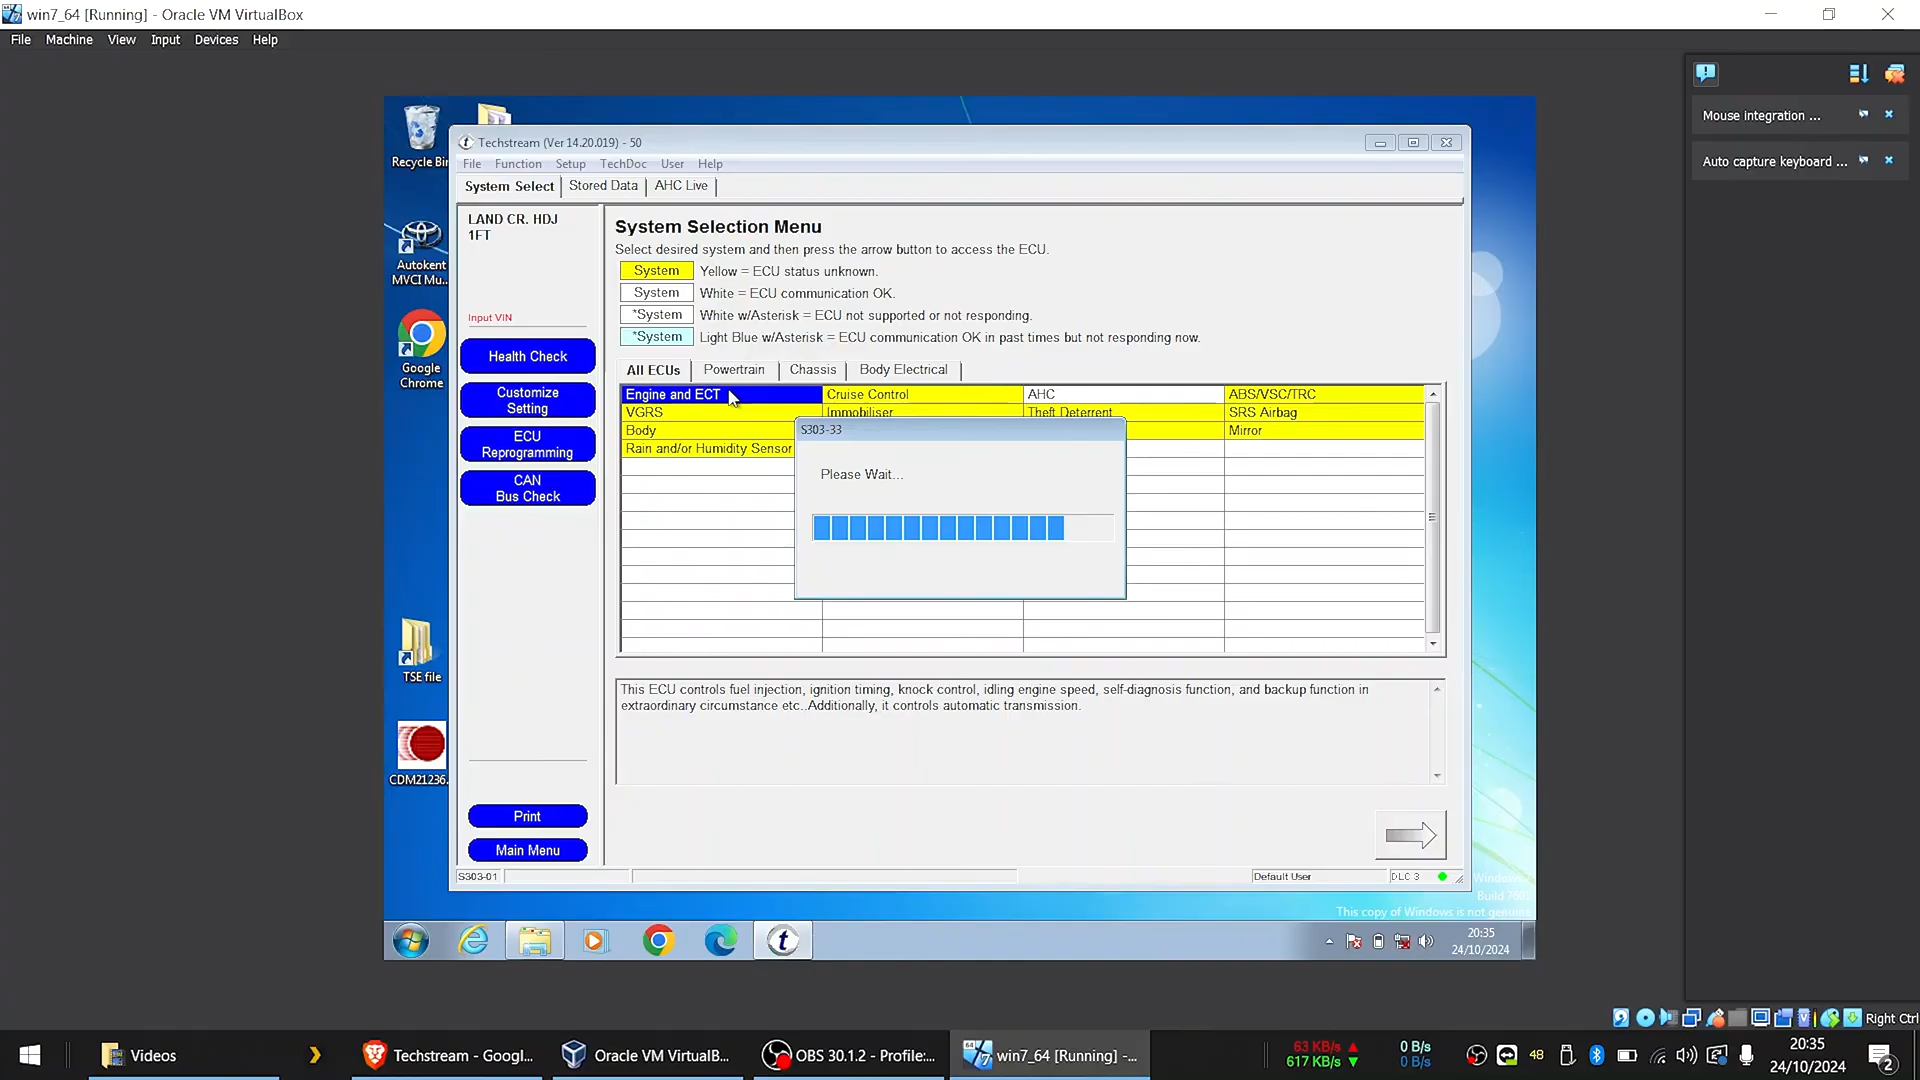 win7_64 [Running] - Oracle VM VirtualBox
File Machine View Input Devices Help
Mouse integration ...
Auto capture keyboard ...
Recycle Bin
Autokent
MVCI Mu...
Google
Chrome
TSE file
CDM21236.
Techstream (Ver 14.20.019) - 50
File Function Setup TechDoc User Help
System Select Stored Data AHC Live
LAND CR. HDJ
1FT
Input VIN
Health Check
Customize
Setting
ECU
Reprogramming
CAN
Bus Check
Print
Main Menu
System Selection Menu
Select desired system and then press the arrow button to access the ECU.
System Yellow = ECU status unknown.
System White = ECU communication OK.
*System White w/Asterisk = ECU not supported or not responding.
*System Light Blue w/Asterisk = ECU communication OK in past times but not responding now.
All ECUs Powertrain Chassis Body Electrical
Engine and ECT Cruise Control AHC ABS/VSC/TRC
VGRS Immobiliser Theft Deterrent SRS Airbag
Body Mirror
Rain and/or Humidity Sensor
S303-33
Please Wait...
This ECU controls fuel injection, ignition timing, knock control, idling engine speed, self-diagnosis function, and backup function in
extraordinary circumstance etc..Additionally, it controls automatic transmission.
S303-01 Default User DLC 3
Windows
Build 7601
This copy of Windows is not genuine
20:35
24/10/2024
Right Ctrl
Videos
Techstream - Googl...
Oracle VM VirtualB...
OBS 30.1.2 - Profile:...
win7_64 [Running] -...
63 KB/s
617 KB/s
0 B/s
0 B/s
48
20:35
24/10/2024
2